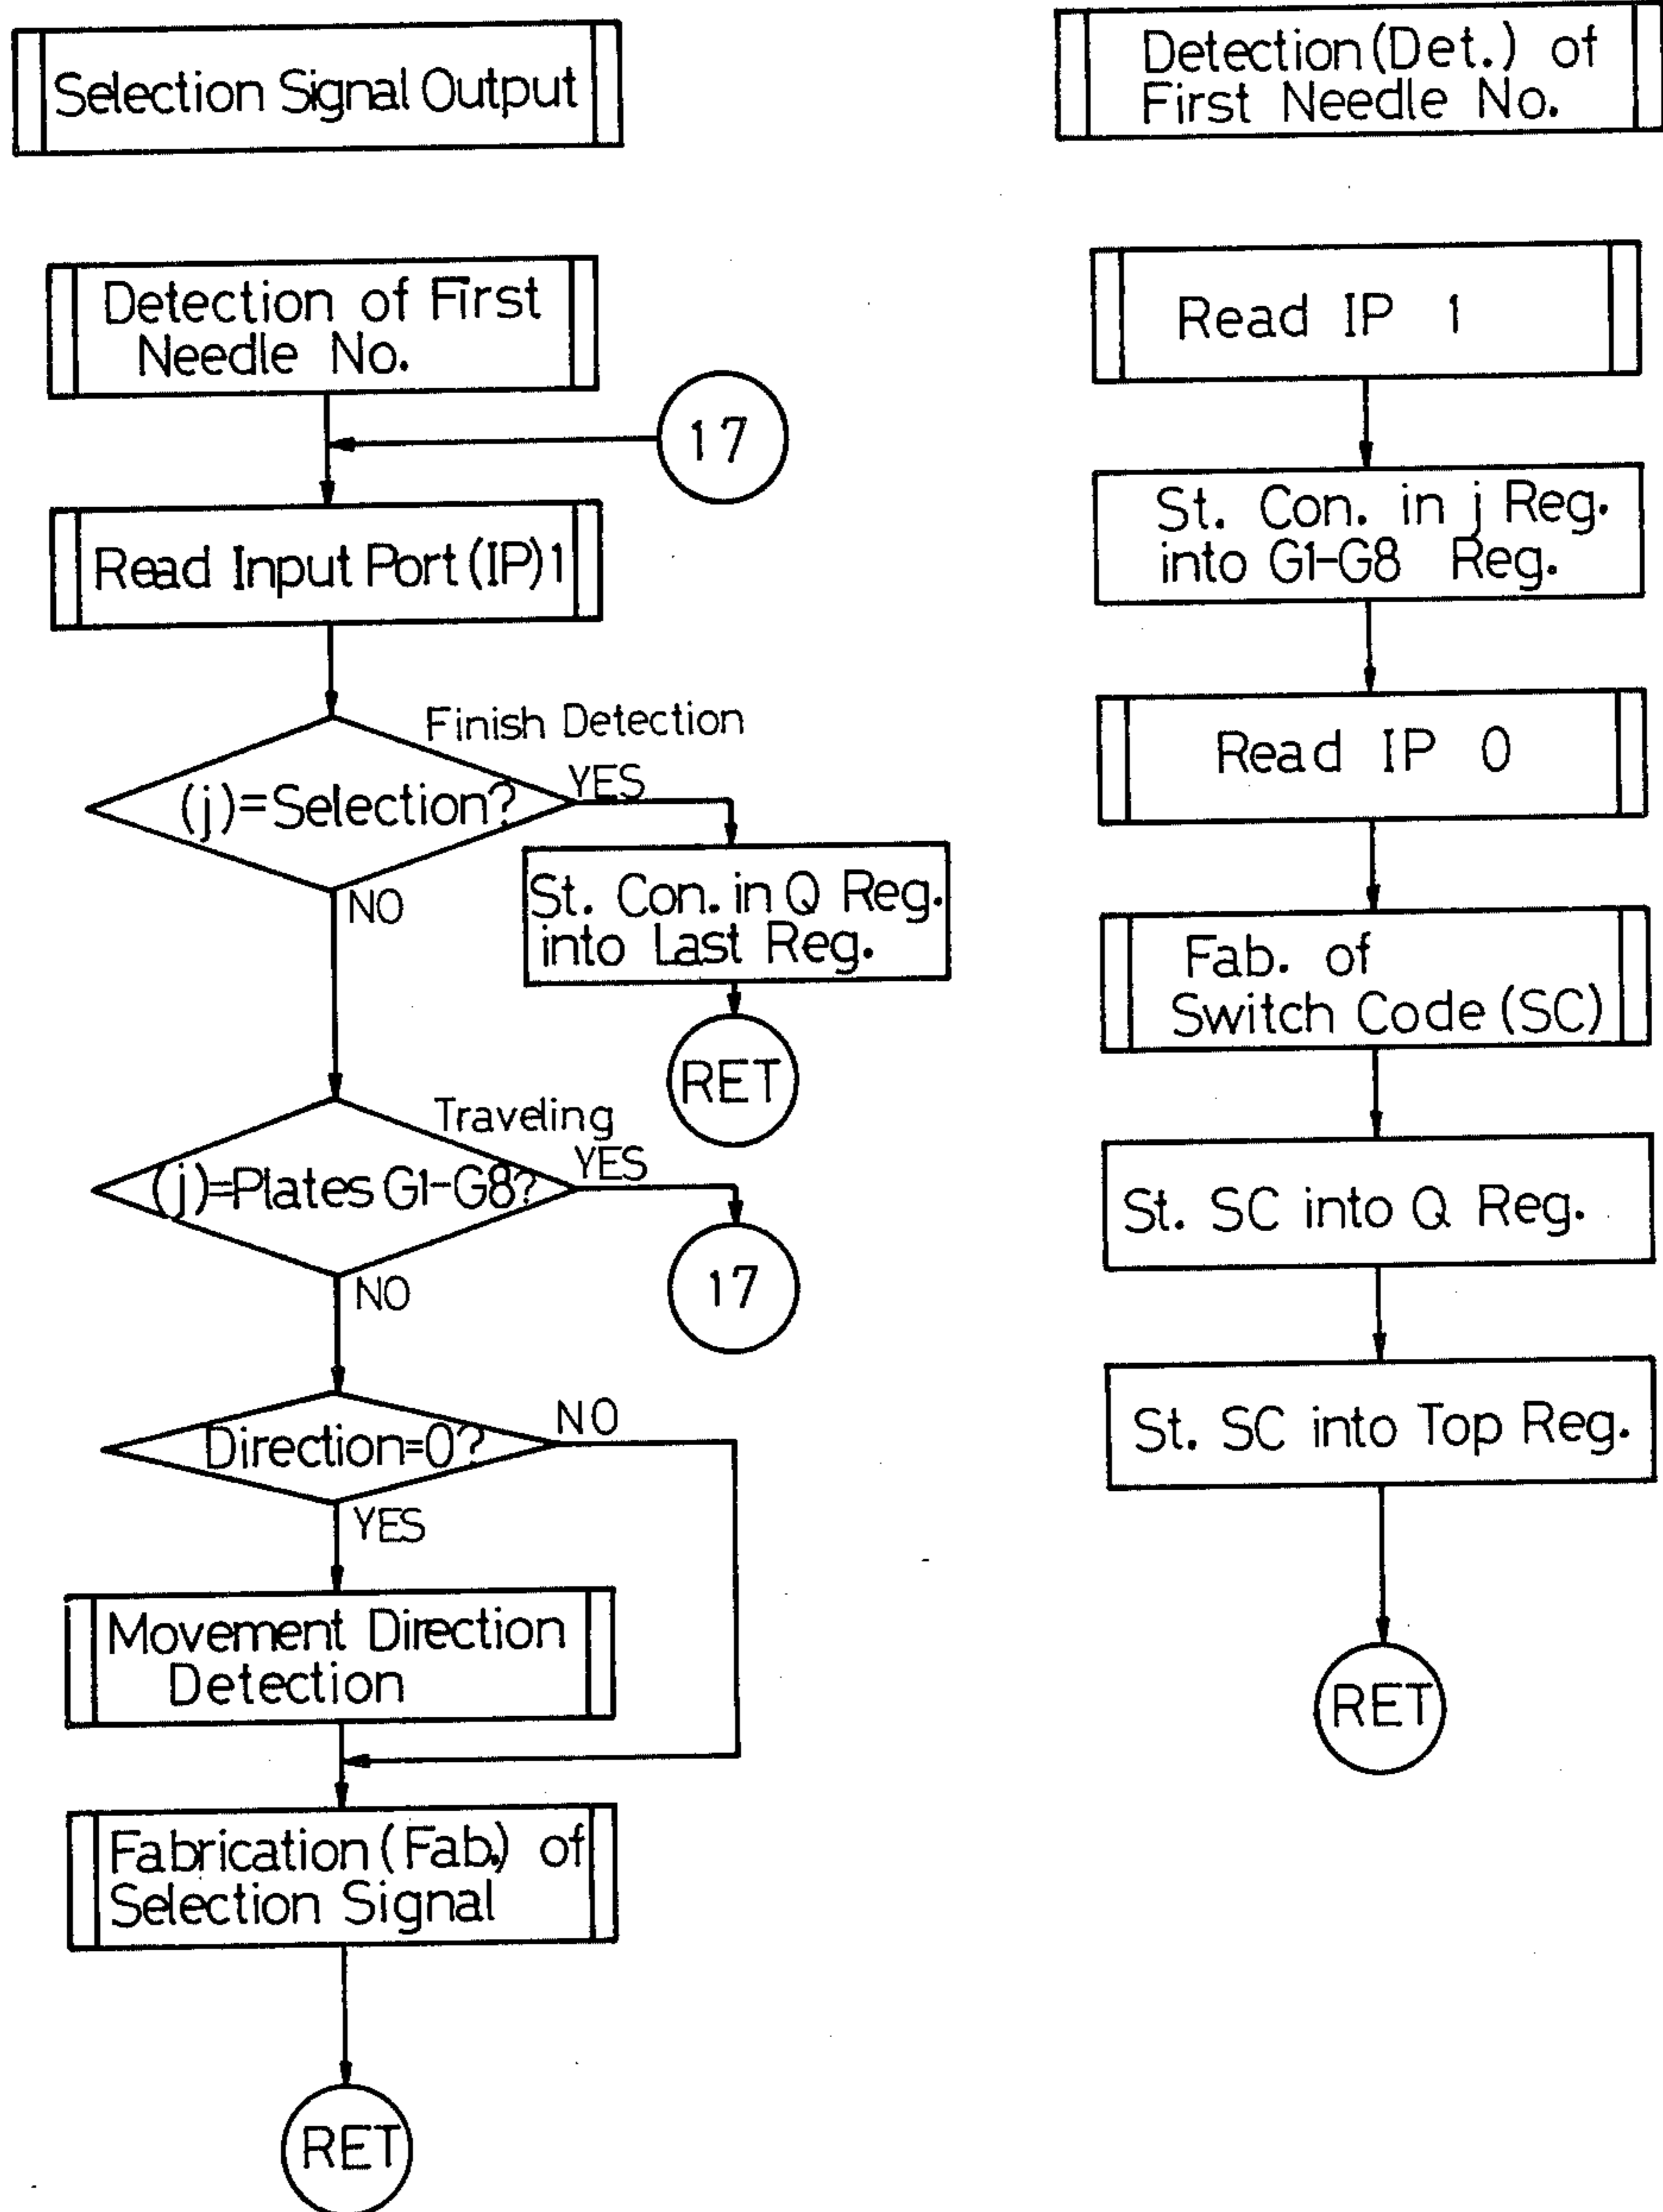 Selection Signal Output
Detection of First
Needle No.
17
Read Input Port (IP) 1
Finish Detection
(j)=Selection?
YES
NO
St. Con. in Q Reg.
into Last Reg.
RET
Traveling
(j)=Plates G1-G8?
YES
NO
17
Direction=0?
NO
YES
Movement Direction
Detection
Fabrication (Fab.) of
Selection Signal
RET
Detection (Det.) of
First Needle No.
Read IP 1
St. Con. in j Reg.
into G1-G8 Reg.
Read IP 0
Fab. of
Switch Code (SC)
St. SC into Q Reg.
St. SC into Top Reg.
RET